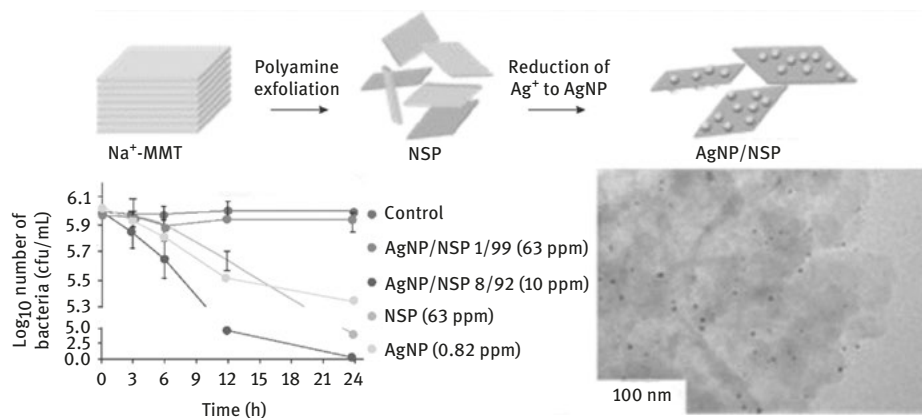 Polyamine
exfoliation
Reduction of
Ag⁺ to AgNP
Na⁺-MMT
NSP
AgNP/NSP
Log₁₀ number of
bacteria (cfu/mL)
6.1
5.9
5.7
5.5
5.3
5.0
2.5
0.0
0 3 6 9 12 15 18 21 24
Time (h)
Control
AgNP/NSP 1/99 (63 ppm)
AgNP/NSP 8/92 (10 ppm)
NSP (63 ppm)
AgNP (0.82 ppm)
100 nm